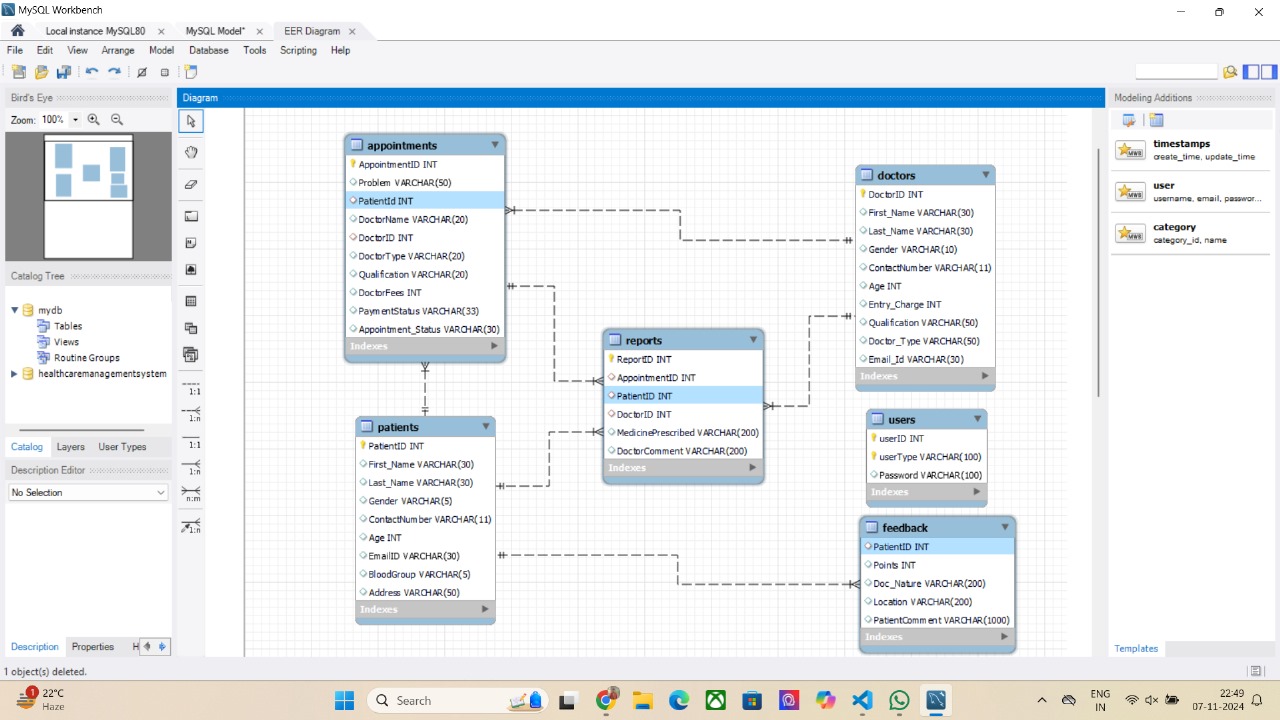 MySQL Workbench
Local instance MySQL80
MySQL Model*
EER Diagram
File Edit View Arrange Model Database Tools Scripting Help
Bird's Eye
Zoom: 100%
Catalog Tree
mydb
Tables
Views
Routine Groups
healthcaremanagementsystem
Catalog Layers User Types
Description Editor
No Selection
Description Properties H
1 object(s) deleted.
Diagram
1:1
1:n
1:1
1:n
n:m
1:n
appointments
AppointmentID INT
Problem VARCHAR(50)
PatientId INT
DoctorName VARCHAR(20)
DoctorID INT
DoctorType VARCHAR(20)
Qualification VARCHAR(20)
DoctorFees INT
PaymentStatus VARCHAR(33)
Appointment_Status VARCHAR(30)
Indexes
patients
PatientID INT
First_Name VARCHAR(30)
Last_Name VARCHAR(30)
Gender VARCHAR(5)
ContactNumber VARCHAR(11)
Age INT
EmailID VARCHAR(30)
BloodGroup VARCHAR(5)
Address VARCHAR(50)
Indexes
reports
ReportID INT
AppointmentID INT
PatientID INT
DoctorID INT
MedicinePrescribed VARCHAR(200)
DoctorComment VARCHAR(200)
Indexes
doctors
DoctorID INT
First_Name VARCHAR(30)
Last_Name VARCHAR(30)
Gender VARCHAR(10)
ContactNumber VARCHAR(11)
Age INT
Entry_Charge INT
Qualification VARCHAR(50)
Doctor_Type VARCHAR(50)
Email_Id VARCHAR(30)
Indexes
users
userID INT
userType VARCHAR(100)
Password VARCHAR(100)
Indexes
feedback
PatientID INT
Points INT
Doc_Nature VARCHAR(200)
Location VARCHAR(200)
PatientComment VARCHAR(1000)
Indexes
Modeling Additions
timestamps
create_time, update_time
user
username, email, passwor...
category
category_id, name
Templates
1
22°C
Haze
Search
ENG
IN
02:49
07-11-2024